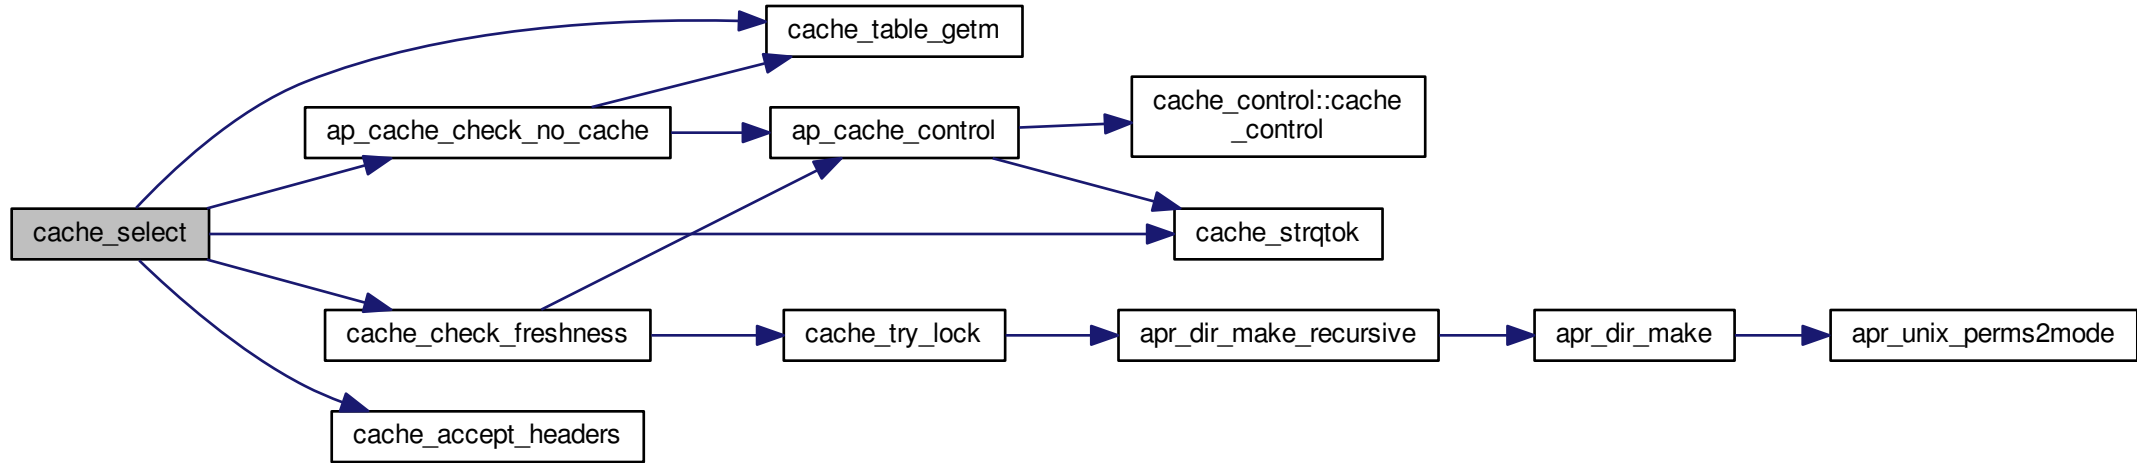 cache_table_getm
cache_control::cache
_control
ap_cache_check_no_cache
ap_cache_control
cache_select
cache_strqtok
cache_check_freshness
cache_try_lock
apr_dir_make_recursive
apr_dir_make
apr_unix_perms2mode
cache_accept_headers